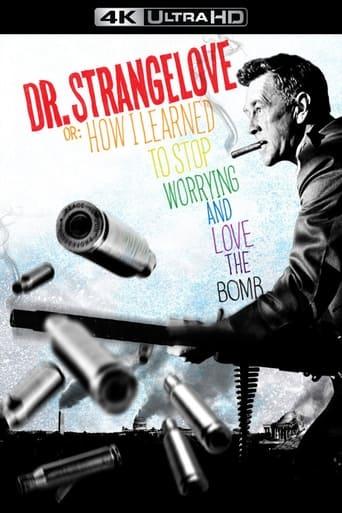 4K ULTRA HD
DR. STRANGELOVE
OR: HOW I LEARNED
TO STOP
WORRYING
AND
LOVE
THE
BOMB